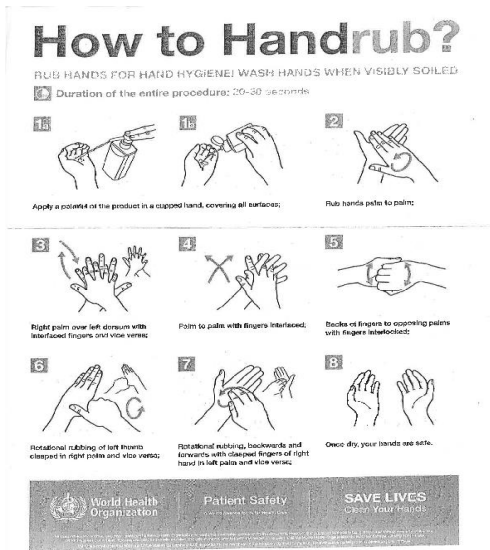 How to Handrub?
RUB HANDS FOR HAND HYGIENE! WASH HANDS WHEN VISIBLY SOILED
Duration of the entire procedure: 20-30 seconds
1a
1b
2
Apply a palmful of the product in a cupped hand, covering all surfaces;
Rub hands palm to palm;
3
4
5
Right palm over left dorsum with
interlaced fingers and vice versa;
Palm to palm with fingers interlaced;
Backs of fingers to opposing palms
with fingers interlocked;
6
7
8
Rotational rubbing of left thumb
clasped in right palm and vice versa;
Rotational rubbing, backwards and
forwards with clasped fingers of right
hand in left palm and vice versa;
Once dry, your hands are safe.
World Health
Organization
Patient Safety
SAVE LIVES
Clean Your Hands